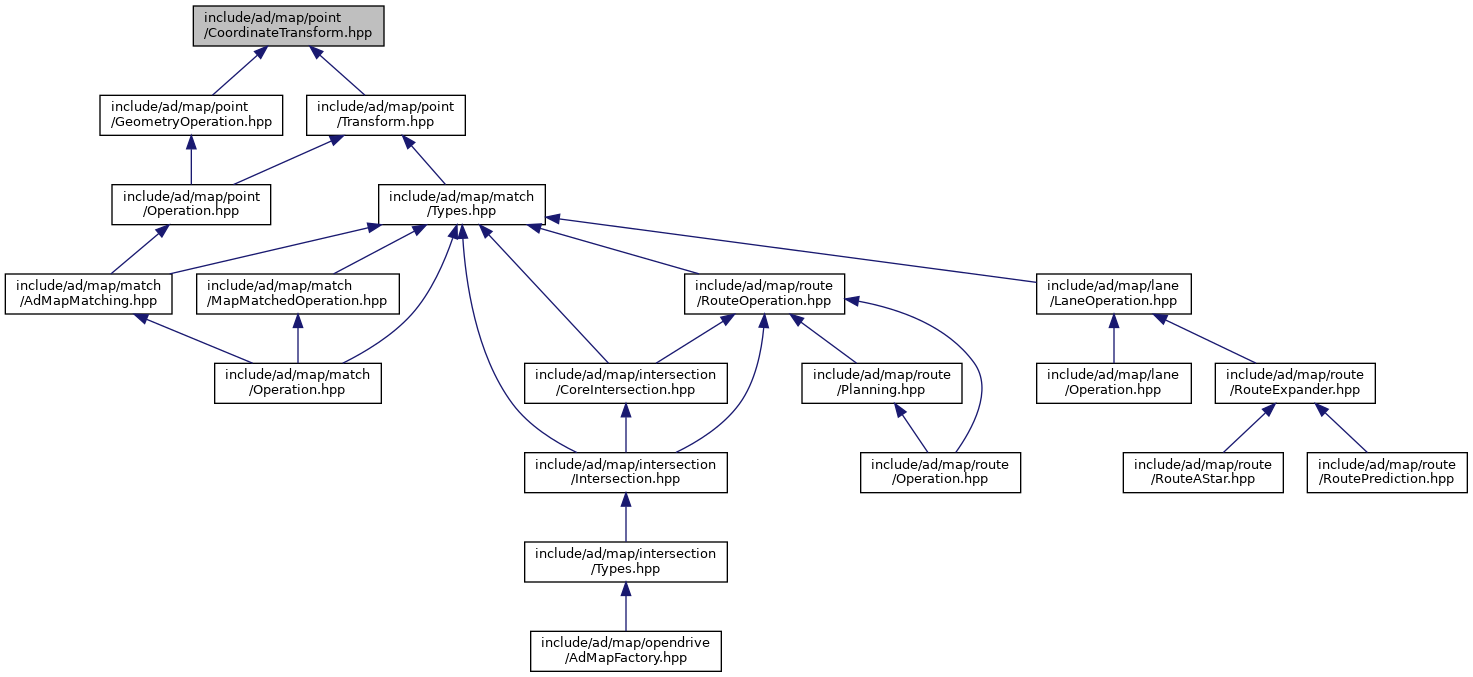 include/ad/map/point
/CoordinateTransform.hpp
include/ad/map/point
/GeometryOperation.hpp
include/ad/map/point
/Transform.hpp
include/ad/map/point
/Operation.hpp
include/ad/map/match
/Types.hpp
include/ad/map/match
/AdMapMatching.hpp
include/ad/map/match
/MapMatchedOperation.hpp
include/ad/map/route
/RouteOperation.hpp
include/ad/map/lane
/LaneOperation.hpp
include/ad/map/match
/Operation.hpp
include/ad/map/intersection
/CoreIntersection.hpp
include/ad/map/route
/Planning.hpp
include/ad/map/lane
/Operation.hpp
include/ad/map/route
/RouteExpander.hpp
include/ad/map/intersection
/Intersection.hpp
include/ad/map/route
/Operation.hpp
include/ad/map/route
/RouteAStar.hpp
include/ad/map/route
/RoutePrediction.hpp
include/ad/map/intersection
/Types.hpp
include/ad/map/opendrive
/AdMapFactory.hpp